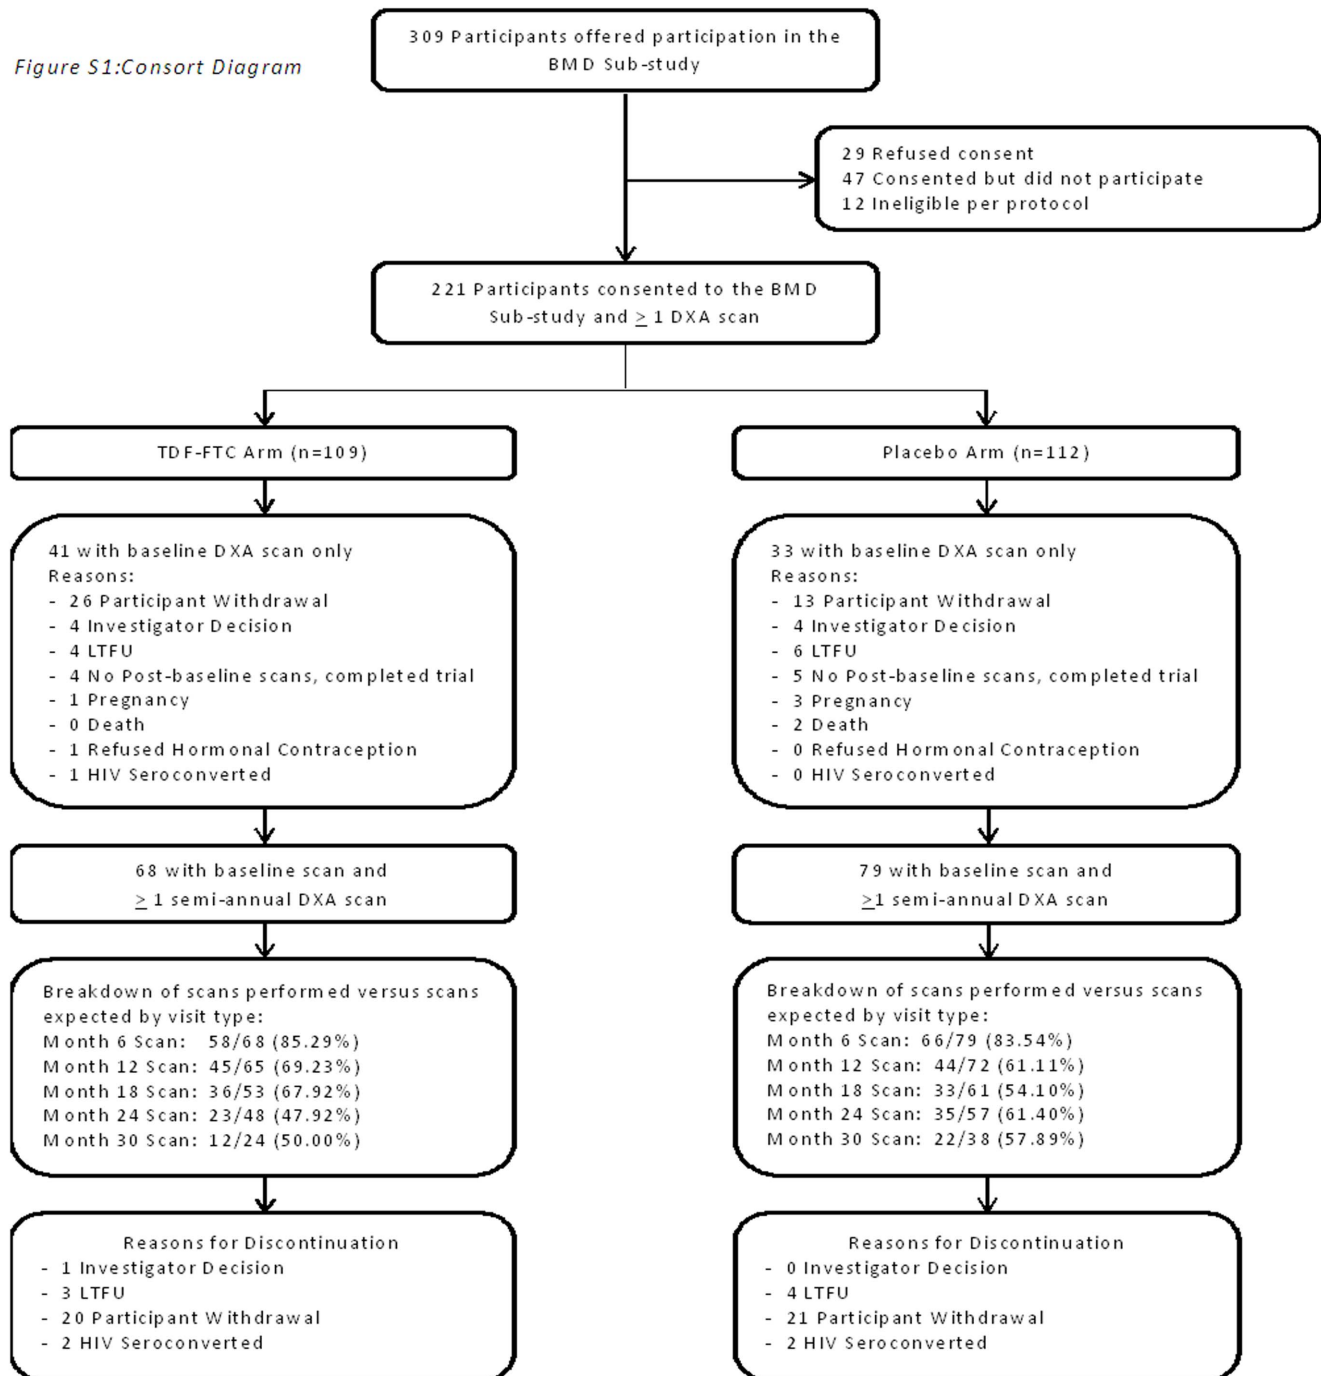 309 Participants offered participation in the
BMD Sub-study
Figure S1:Consort Diagram
29 Refused consent
47 Consented but did not participate
12 Ineligible per protocol
221 Participants consented to the BMD
Sub-study and ≥ 1 DXA scan
TDF-FTC Arm (n=109)
Placebo Arm (n=112)
41 with baseline DXA scan only
Reasons:
- 26 Participant Withdrawal
- 4 Investigator Decision
- 4 LTFU
- 4 No Post-baseline scans, completed trial
- 1 Pregnancy
- 0 Death
- 1 Refused Hormonal Contraception
- 1 HIV Seroconverted
33 with baseline DXA scan only
Reasons:
- 13 Participant Withdrawal
- 4 Investigator Decision
- 6 LTFU
- 5 No Post-baseline scans, completed trial
- 3 Pregnancy
- 2 Death
- 0 Refused Hormonal Contraception
- 0 HIV Seroconverted
68 with baseline scan and
≥ 1 semi-annual DXA scan
79 with baseline scan and
≥1 semi-annual DXA scan
Breakdown of scans performed versus scans
expected by visit type:
Month 6 Scan: 58/68 (85.29%)
Month 12 Scan: 45/65 (69.23%)
Month 18 Scan: 36/53 (67.92%)
Month 24 Scan: 23/48 (47.92%)
Month 30 Scan: 12/24 (50.00%)
Breakdown of scans performed versus scans
expected by visit type:
Month 6 Scan: 66/79 (83.54%)
Month 12 Scan: 44/72 (61.11%)
Month 18 Scan: 33/61 (54.10%)
Month 24 Scan: 35/57 (61.40%)
Month 30 Scan: 22/38 (57.89%)
Reasons for Discontinuation
- 1 Investigator Decision
- 3 LTFU
- 20 Participant Withdrawal
- 2 HIV Seroconverted
Reasons for Discontinuation
- 0 Investigator Decision
- 4 LTFU
- 21 Participant Withdrawal
- 2 HIV Seroconverted